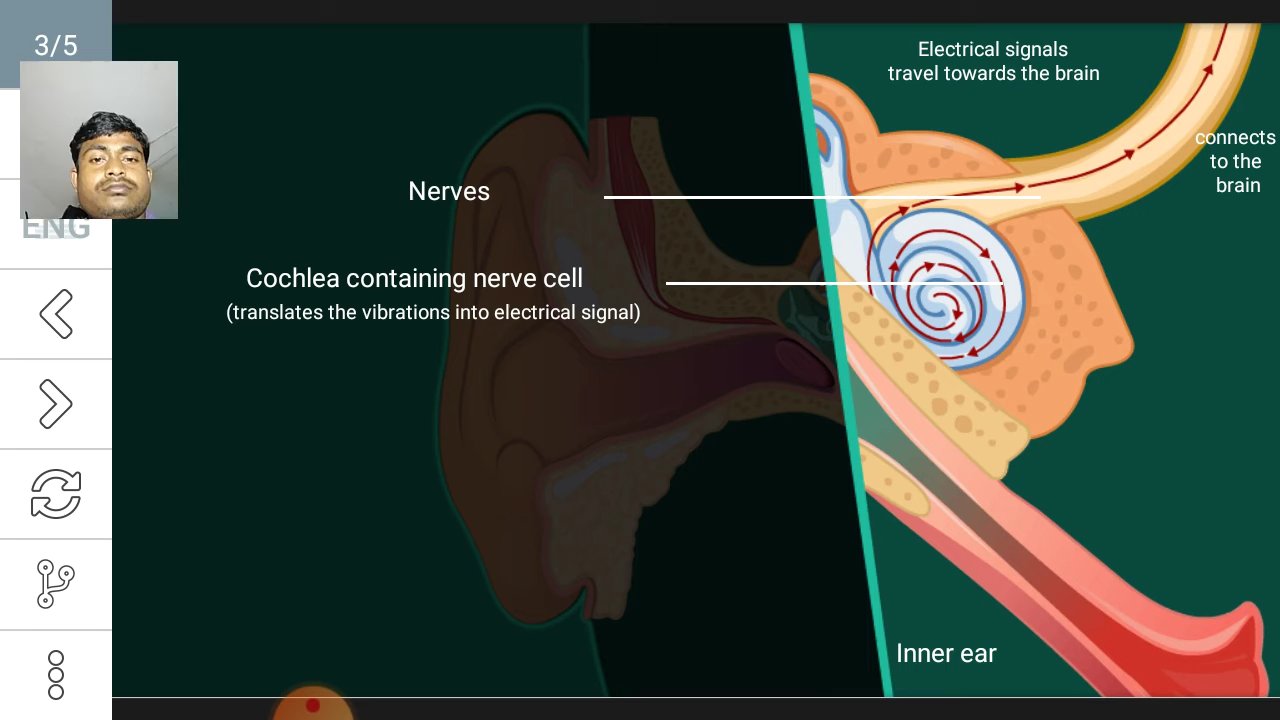 3/5
ENG
Electrical signals
travel towards the brain
connects
to the
brain
Nerves
Cochlea containing nerve cell
(translates the vibrations into electrical signal)
Inner ear